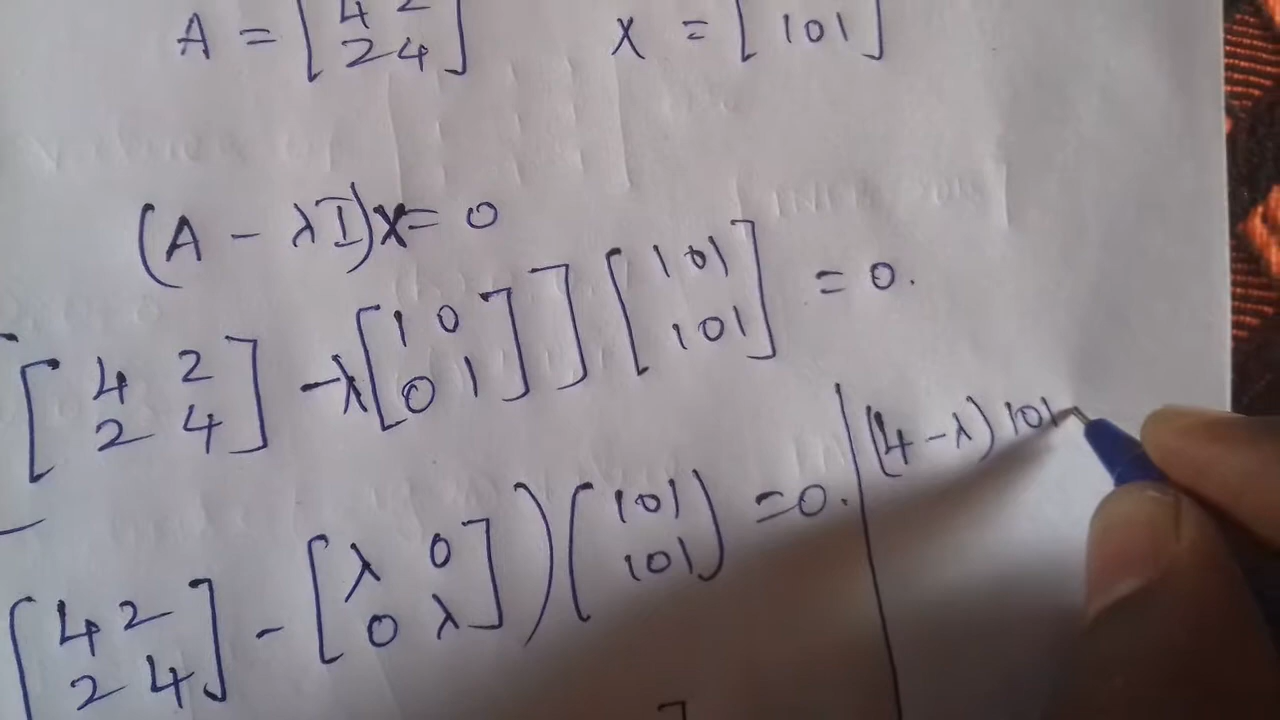 A = [ 4 2
2 4 ]
X = [ 101 ]
(A - λI)X = 0
[ 4 2
2 4 ] - λ [ 1 0
0 1 ] ] [ 101
101 ] = 0.
[ 4 2
2 4 ] - [ λ 0
0 λ ] ) ( 101
101 ) = 0.
(4 - λ) 101